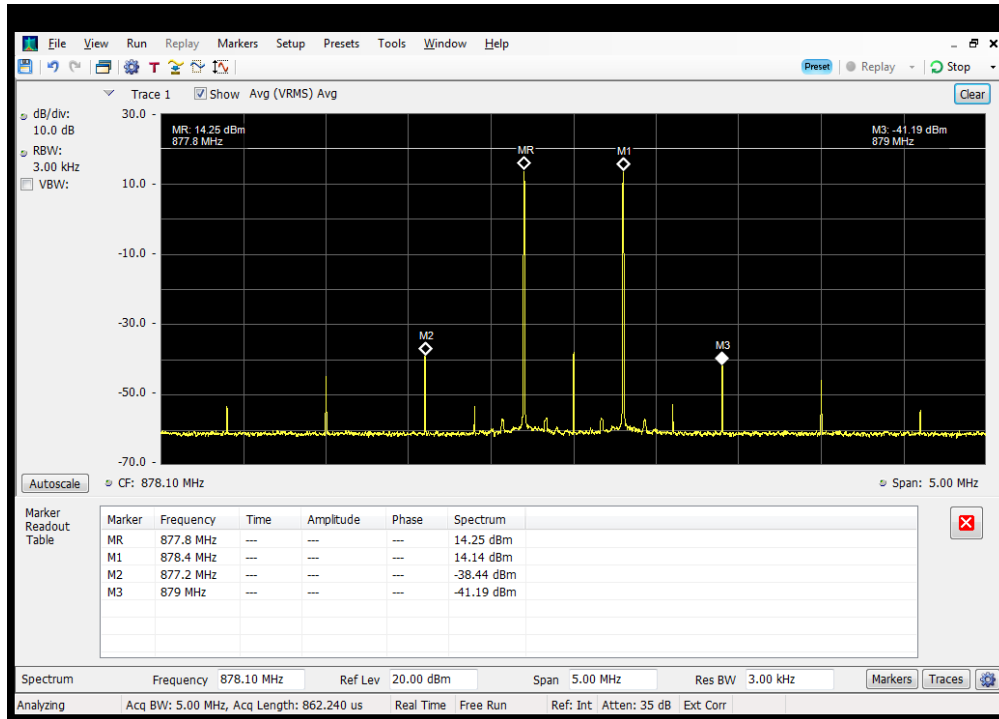 File View Run Replay Markers Setup Presets Tools Window Help
Preset Replay Stop
Trace 1 Show Avg (VRMS) Avg Clear
dB/div:
10.0 dB
RBW:
3.00 kHz
VBW:
30.0
MR: 14.25 dBm
877.8 MHz
M3: -41.19 dBm
879 MHz
MR
M1
10.0
-10.0
-30.0
M2
M3
-50.0
-70.0
Autoscale CF: 878.10 MHz Span: 5.00 MHz
Marker
Readout
Table
Marker Frequency Time Amplitude Phase Spectrum
MR 877.8 MHz --- --- --- 14.25 dBm
M1 878.4 MHz --- --- --- 14.14 dBm
M2 877.2 MHz --- --- --- -38.44 dBm
M3 879 MHz --- --- --- -41.19 dBm
Spectrum Frequency 878.10 MHz Ref Lev 20.00 dBm Span 5.00 MHz Res BW 3.00 kHz Markers Traces
Analyzing Acq BW: 5.00 MHz, Acq Length: 862.240 us Real Time Free Run Ref: Int Atten: 35 dB Ext Corr